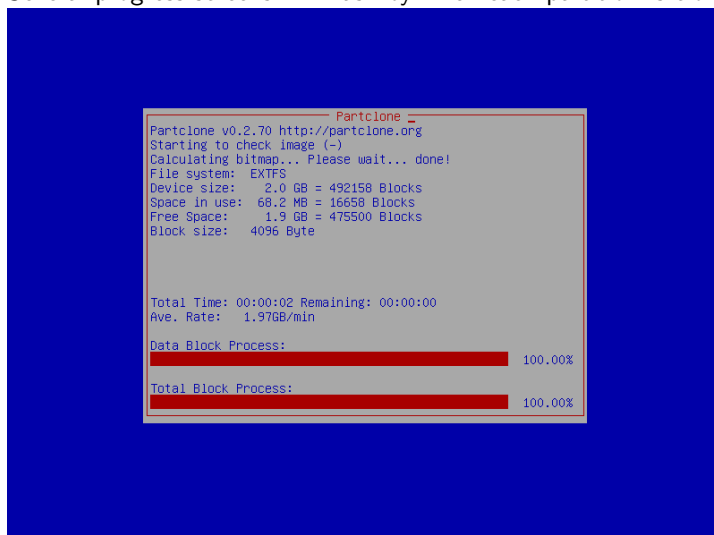 Partclone _
Partclone v0.2.70 http://partclone.org
Starting to check image (-)
Calculating bitmap... Please wait... done!
File system:  EXTFS
Device size:    2.0 GB = 492158 Blocks
Space in use:  68.2 MB = 16658 Blocks
Free Space:     1.9 GB = 475500 Blocks
Block size:   4096 Byte
Total Time: 00:00:02 Remaining: 00:00:00
Ave. Rate:   1.97GB/min
Data Block Process:
100.00%
Total Block Process:
100.00%